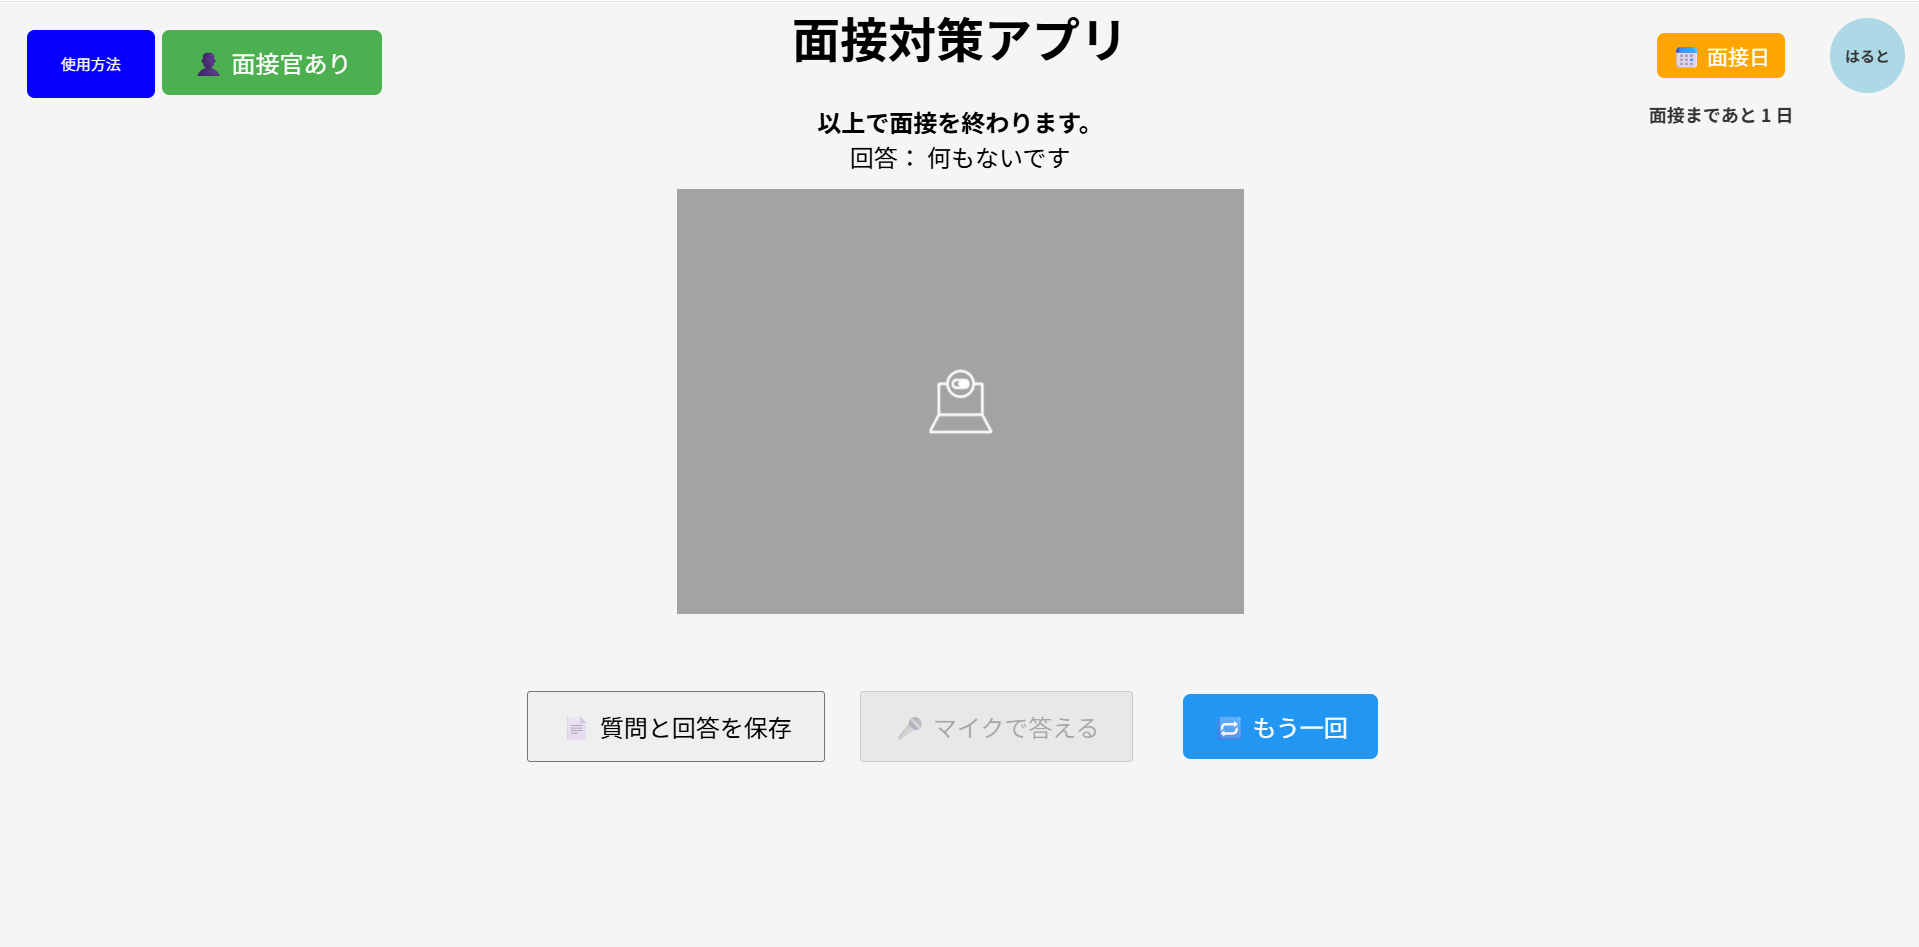 面接対策アプリ
使用方法
👤 面接官あり
📅 面接日
はると
面接まであと 1 日
以上で面接を終わります。
回答： 何もないです
📄 質問と回答を保存
🎤 マイクで答える
🔁 もう一回